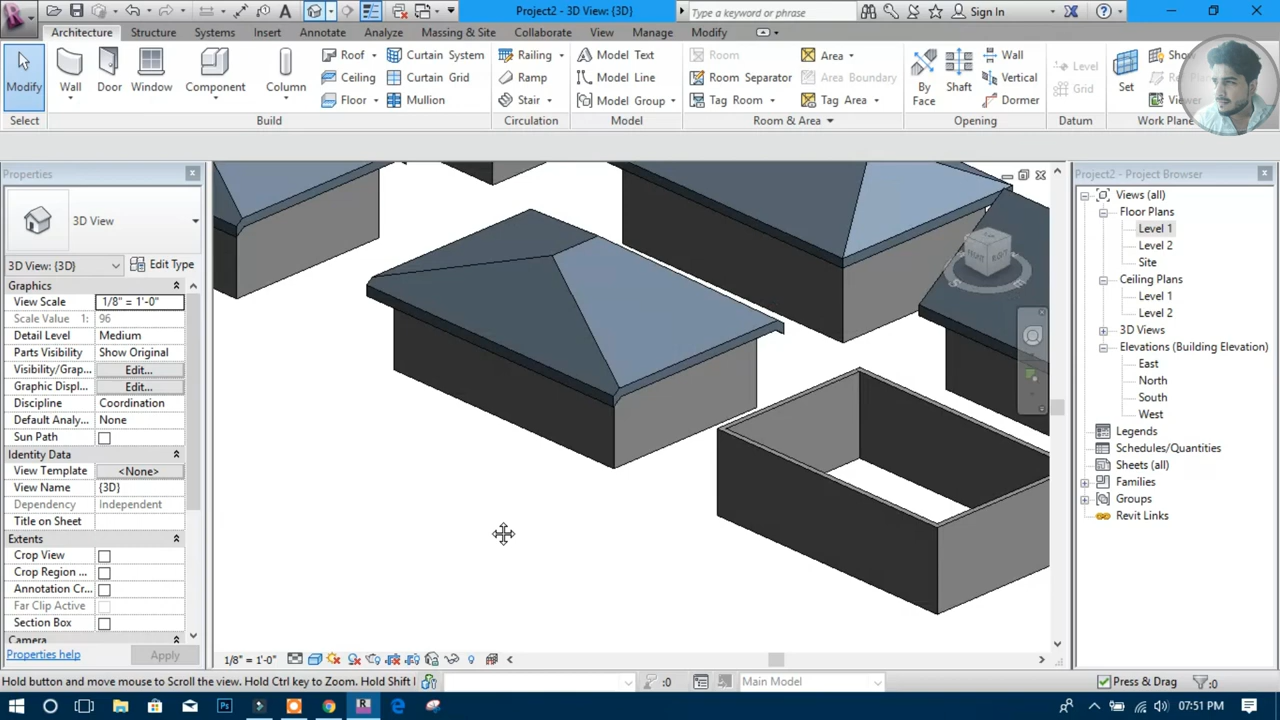 Project2 - 3D View: {3D}
Type a keyword or phrase
Sign In
Architecture Structure Systems Insert Annotate Analyze Massing & Site Collaborate View Manage Modify
Modify
Wall
Door
Window
Component
Column
Roof
Ceiling
Floor
Curtain System
Curtain Grid
Mullion
Railing
Ramp
Stair
Model Text
Model Line
Model Group
Room
Room Separator
Tag Room
Area
Area Boundary
Tag Area
By Face
Shaft
Wall
Vertical
Dormer
Level
Grid
Set
Viewer
Select Build Circulation Model Room & Area Opening Datum Work Plane
Properties
3D View
3D View: {3D} Edit Type
Graphics
View Scale 1/8" = 1'-0"
Scale Value 1: 96
Detail Level Medium
Parts Visibility Show Original
Visibility/Grap... Edit...
Graphic Displ... Edit...
Discipline Coordination
Default Analy... None
Sun Path
Identity Data
View Template <None>
View Name {3D}
Dependency Independent
Title on Sheet
Extents
Crop View
Crop Region ...
Annotation Cr...
Far Clip Active
Section Box
Camera
Properties help Apply
FRONT
Project2 - Project Browser
Views (all)
Floor Plans
Level 1
Level 2
Site
Ceiling Plans
Level 1
Level 2
3D Views
Elevations (Building Elevation)
East
North
South
West
Legends
Schedules/Quantities
Sheets (all)
Families
Groups
Revit Links
1/8" = 1'-0"
Hold button and move mouse to Scroll the view. Hold Ctrl key to Zoom. Hold Shift
:0
Main Model
Press & Drag
:0
07:51 PM